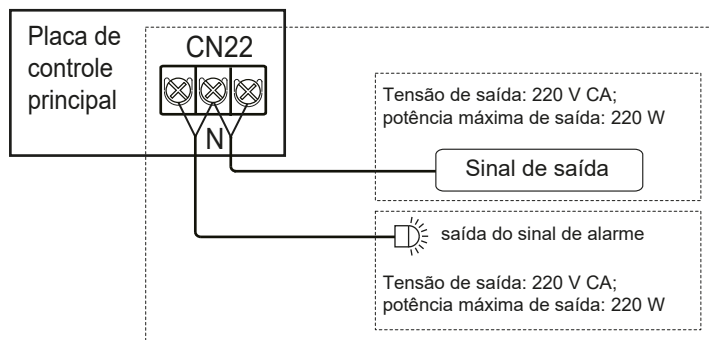 Placa de
controle
principal
CN22
N
Tensão de saída: 220 V CA;
potência máxima de saída: 220 W
Sinal de saída
saída do sinal de alarme
Tensão de saída: 220 V CA;
potência máxima de saída: 220 W